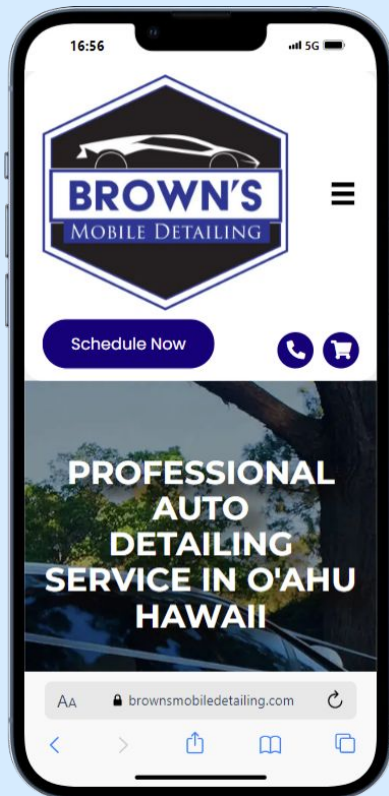 16:56
5G
BROWN'S
MOBILE DETAILING
Schedule Now
PROFESSIONAL
AUTO
DETAILING
SERVICE IN O'AHU
HAWAII
AA brownsmobiledetailing.com